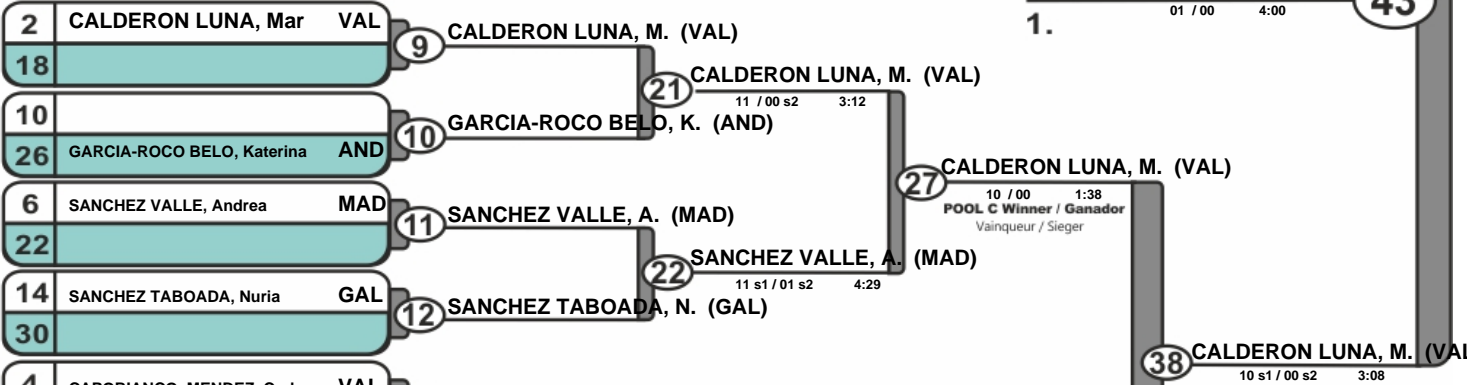 2 CALDERON LUNA, Mar VAL
18
9 CALDERON LUNA, M. (VAL)
10
26 GARCIA-ROCO BELO, Katerina AND
10 GARCIA-ROCO BELO, K. (AND)
21 CALDERON LUNA, M. (VAL)
11 / 00 s2 3:12
6 SANCHEZ VALLE, Andrea MAD
22
11 SANCHEZ VALLE, A. (MAD)
14 SANCHEZ TABOADA, Nuria GAL
30
12 SANCHEZ TABOADA, N. (GAL)
22 SANCHEZ VALLE, A. (MAD)
11 s1 / 01 s2 4:29
27 CALDERON LUNA, M. (VAL)
10 / 00 1:38
POOL C Winner / Ganador
Vainqueur / Sieger
01 / 00 4:00
43
1.
38 CALDERON LUNA, M. (VAL
10 s1 / 00 s2 3:08
4 VAL